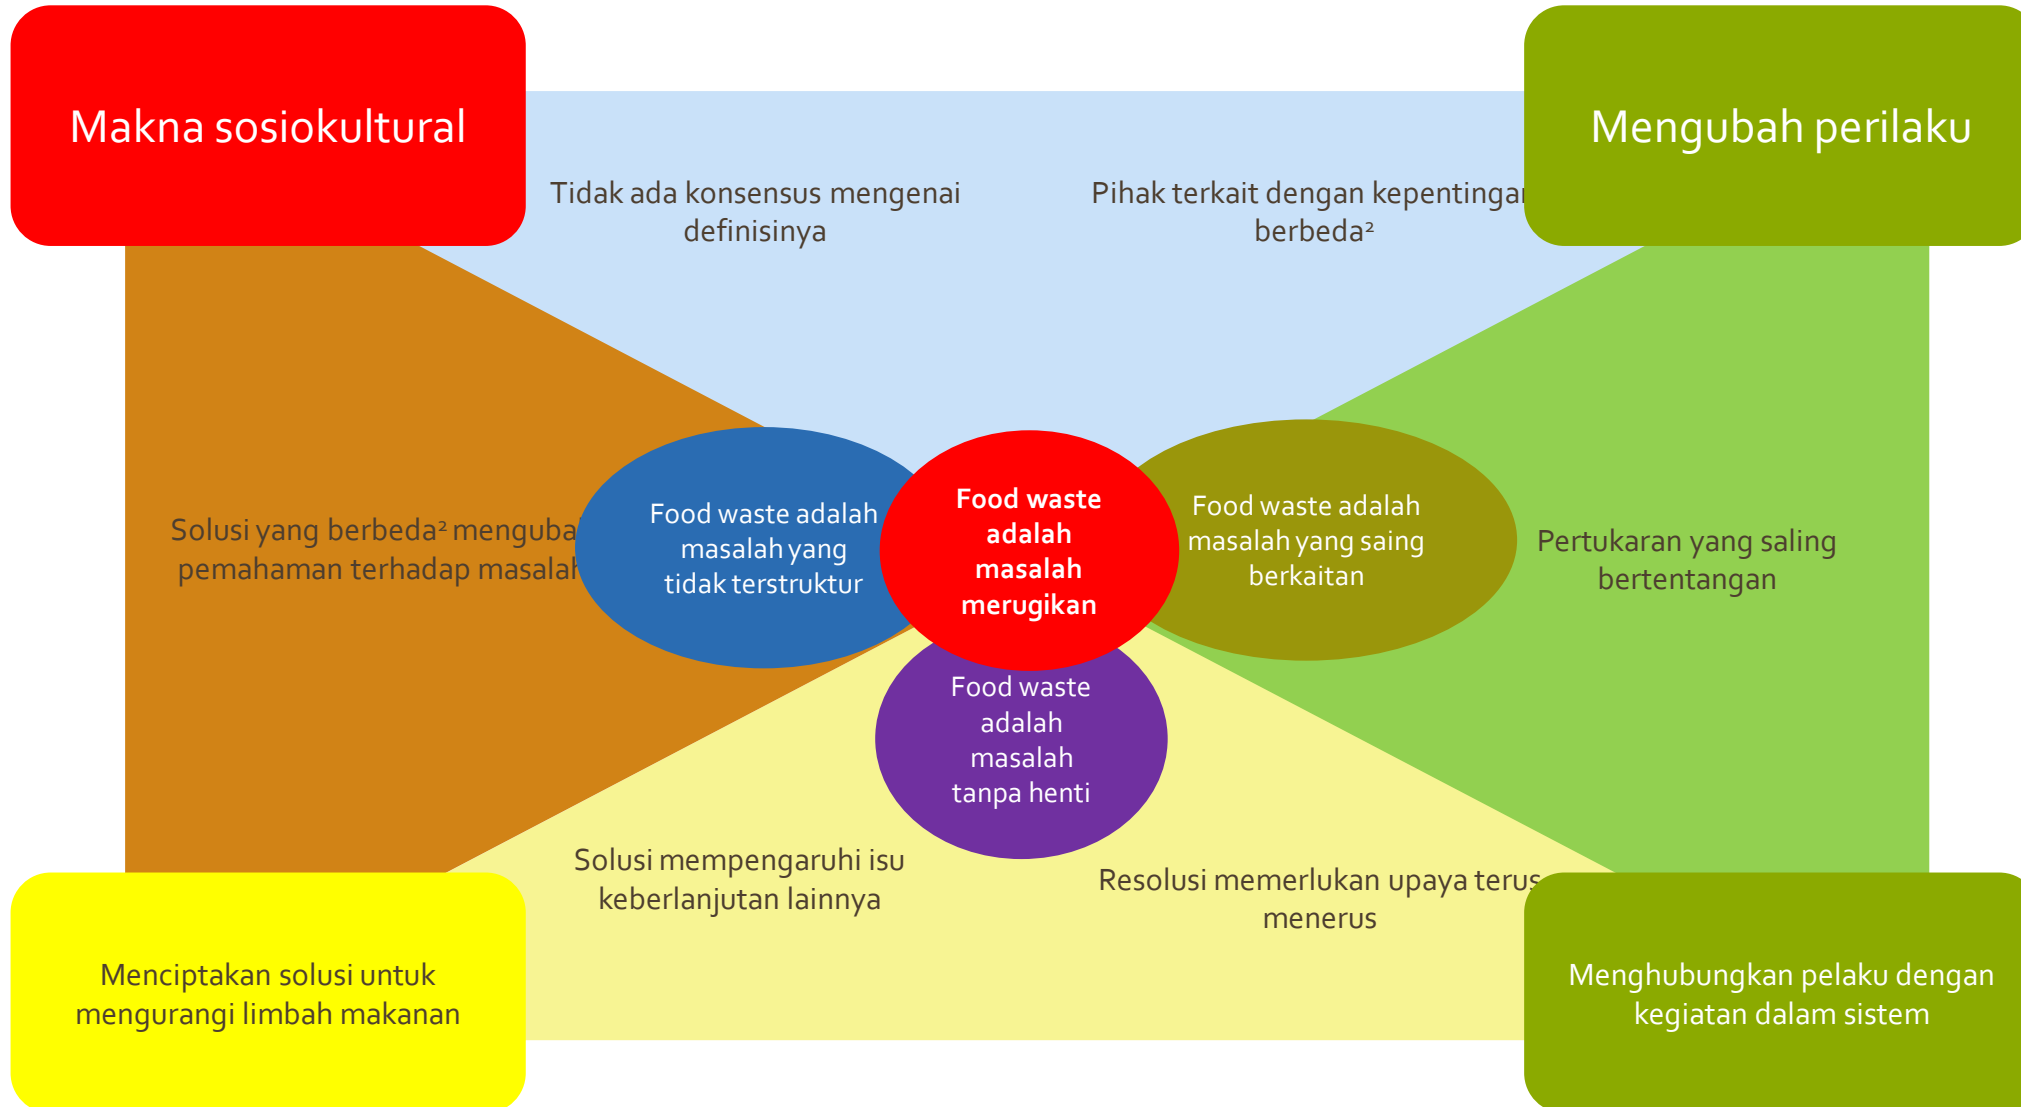 Makna sosiokultural
Mengubah perilaku
Tidak ada konsensus mengenai
definisinya
Pihak terkait dengan kepentingan
berbeda²
Solusi yang berbeda² mengubah
pemahaman terhadap masalah
Food waste adalah
masalah yang
tidak terstruktur
Food waste
adalah
masalah
merugikan
Food waste adalah
masalah yang saing
berkaitan
Pertukaran yang saling
bertentangan
Food waste
adalah
masalah
tanpa henti
Solusi mempengaruhi isu
keberlanjutan lainnya
Resolusi memerlukan upaya terus
menerus
Menciptakan solusi untuk
mengurangi limbah makanan
Menghubungkan pelaku dengan
kegiatan dalam sistem